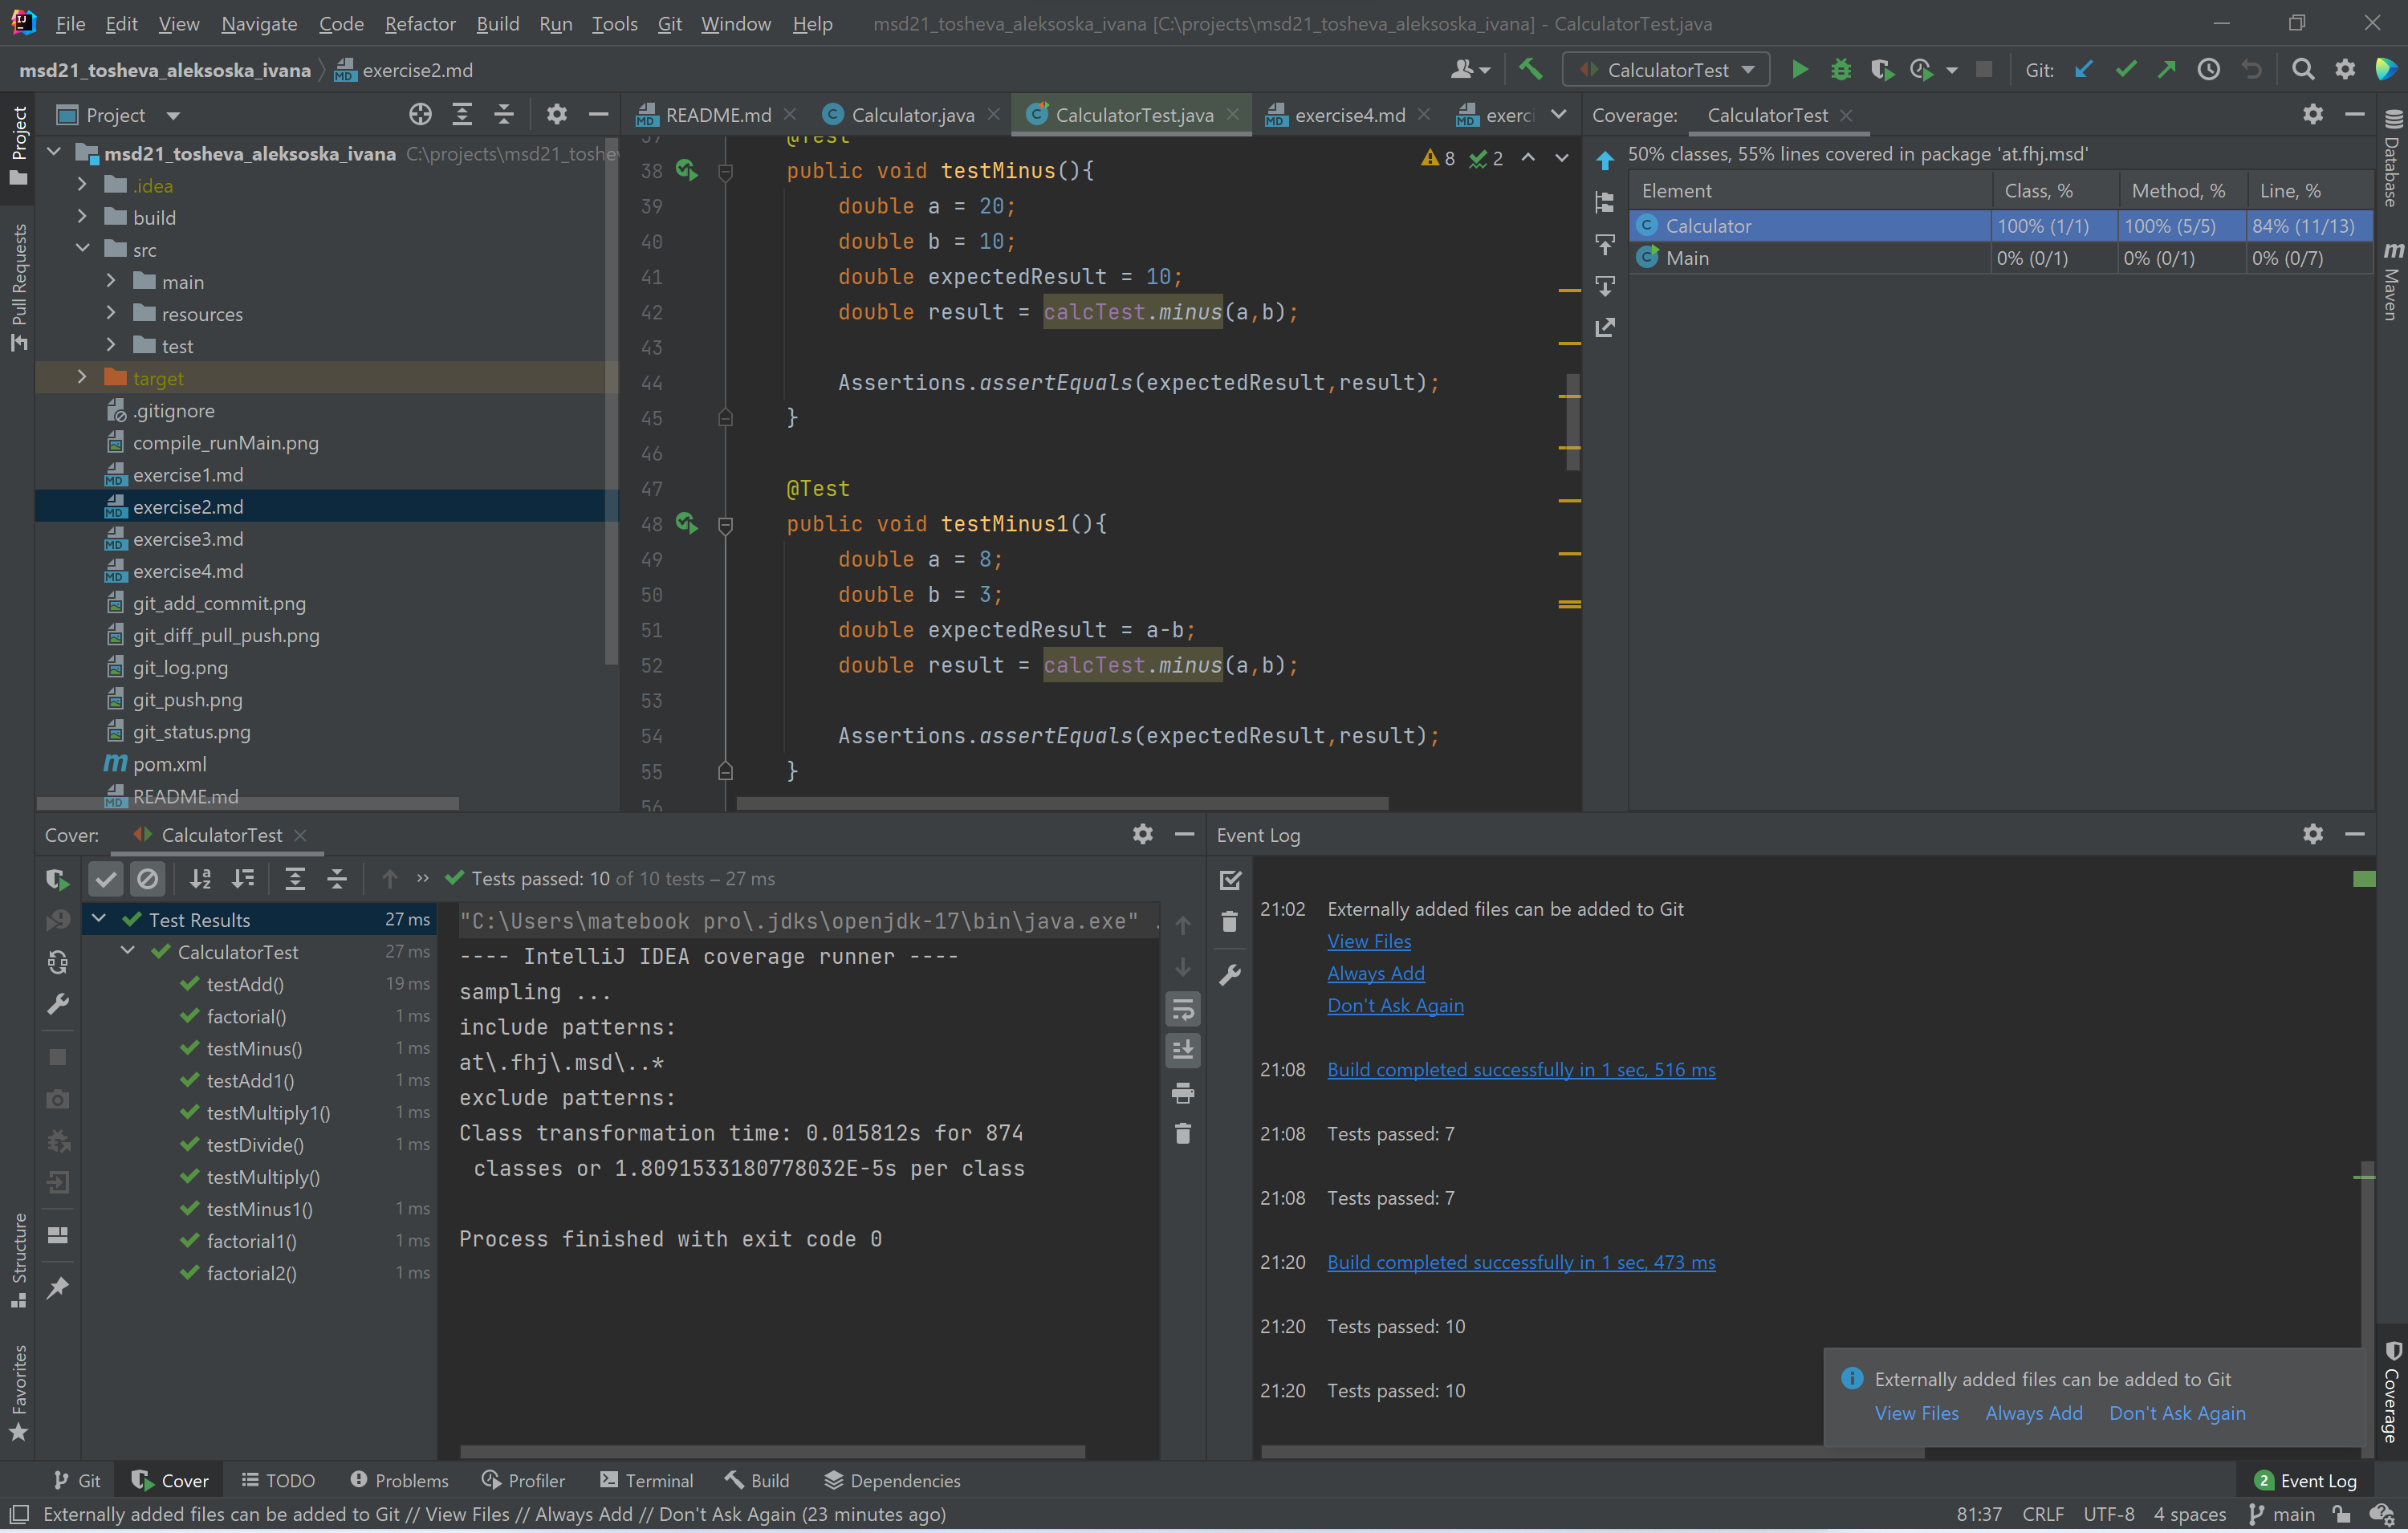 File Edit View Navigate Code Refactor Build Run Tools Git Window Help msd21_tosheva_aleksoska_ivana [C:\projects\msd21_tosheva_aleksoska_ivana] - CalculatorTest.java
msd21_tosheva_aleksoska_ivana exercise2.md CalculatorTest Git:
Project
Pull Requests
Structure
Favorites
Project
msd21_tosheva_aleksoska_ivana C:\projects\msd21_toshe
.idea
build
src
main
resources
test
target
.gitignore
compile_runMain.png
exercise1.md
exercise2.md
exercise3.md
exercise4.md
git_add_commit.png
git_diff_pull_push.png
git_log.png
git_push.png
git_status.png
pom.xml
README.md
README.md Calculator.java CalculatorTest.java exercise4.md exerci
8 2
37 @Test
38 public void testMinus(){
39 double a = 20;
40 double b = 10;
41 double expectedResult = 10;
42 double result = calcTest.minus(a,b);
43
44 Assertions.assertEquals(expectedResult,result);
45 }
46
47 @Test
48 public void testMinus1(){
49 double a = 8;
50 double b = 3;
51 double expectedResult = a-b;
52 double result = calcTest.minus(a,b);
53
54 Assertions.assertEquals(expectedResult,result);
55 }
56
Coverage: CalculatorTest
50% classes, 55% lines covered in package 'at.fhj.msd'
Element Class, % Method, % Line, %
Calculator 100% (1/1) 100% (5/5) 84% (11/13)
Main 0% (0/1) 0% (0/1) 0% (0/7)
Database
Maven
Coverage
Cover: CalculatorTest
Tests passed: 10 of 10 tests – 27 ms
Test Results 27 ms
CalculatorTest 27 ms
testAdd() 19 ms
factorial() 1 ms
testMinus() 1 ms
testAdd1() 1 ms
testMultiply1() 1 ms
testDivide() 1 ms
testMultiply()
testMinus1() 1 ms
factorial1() 1 ms
factorial2() 1 ms
"C:\Users\matebook pro\.jdks\openjdk-17\bin\java.exe" .
---- IntelliJ IDEA coverage runner ----
sampling ...
include patterns:
at\.fhj\.msd\..*
exclude patterns:
Class transformation time: 0.015812s for 874
classes or 1.8091533180778032E-5s per class
Process finished with exit code 0
Event Log
21:02 Externally added files can be added to Git
View Files
Always Add
Don't Ask Again
21:08 Build completed successfully in 1 sec, 516 ms
21:08 Tests passed: 7
21:08 Tests passed: 7
21:20 Build completed successfully in 1 sec, 473 ms
21:20 Tests passed: 10
21:20 Tests passed: 10
Externally added files can be added to Git
View Files Always Add Don't Ask Again
Git Cover TODO Problems Profiler Terminal Build Dependencies 2 Event Log
Externally added files can be added to Git // View Files // Always Add // Don't Ask Again (23 minutes ago) 81:37 CRLF UTF-8 4 spaces main